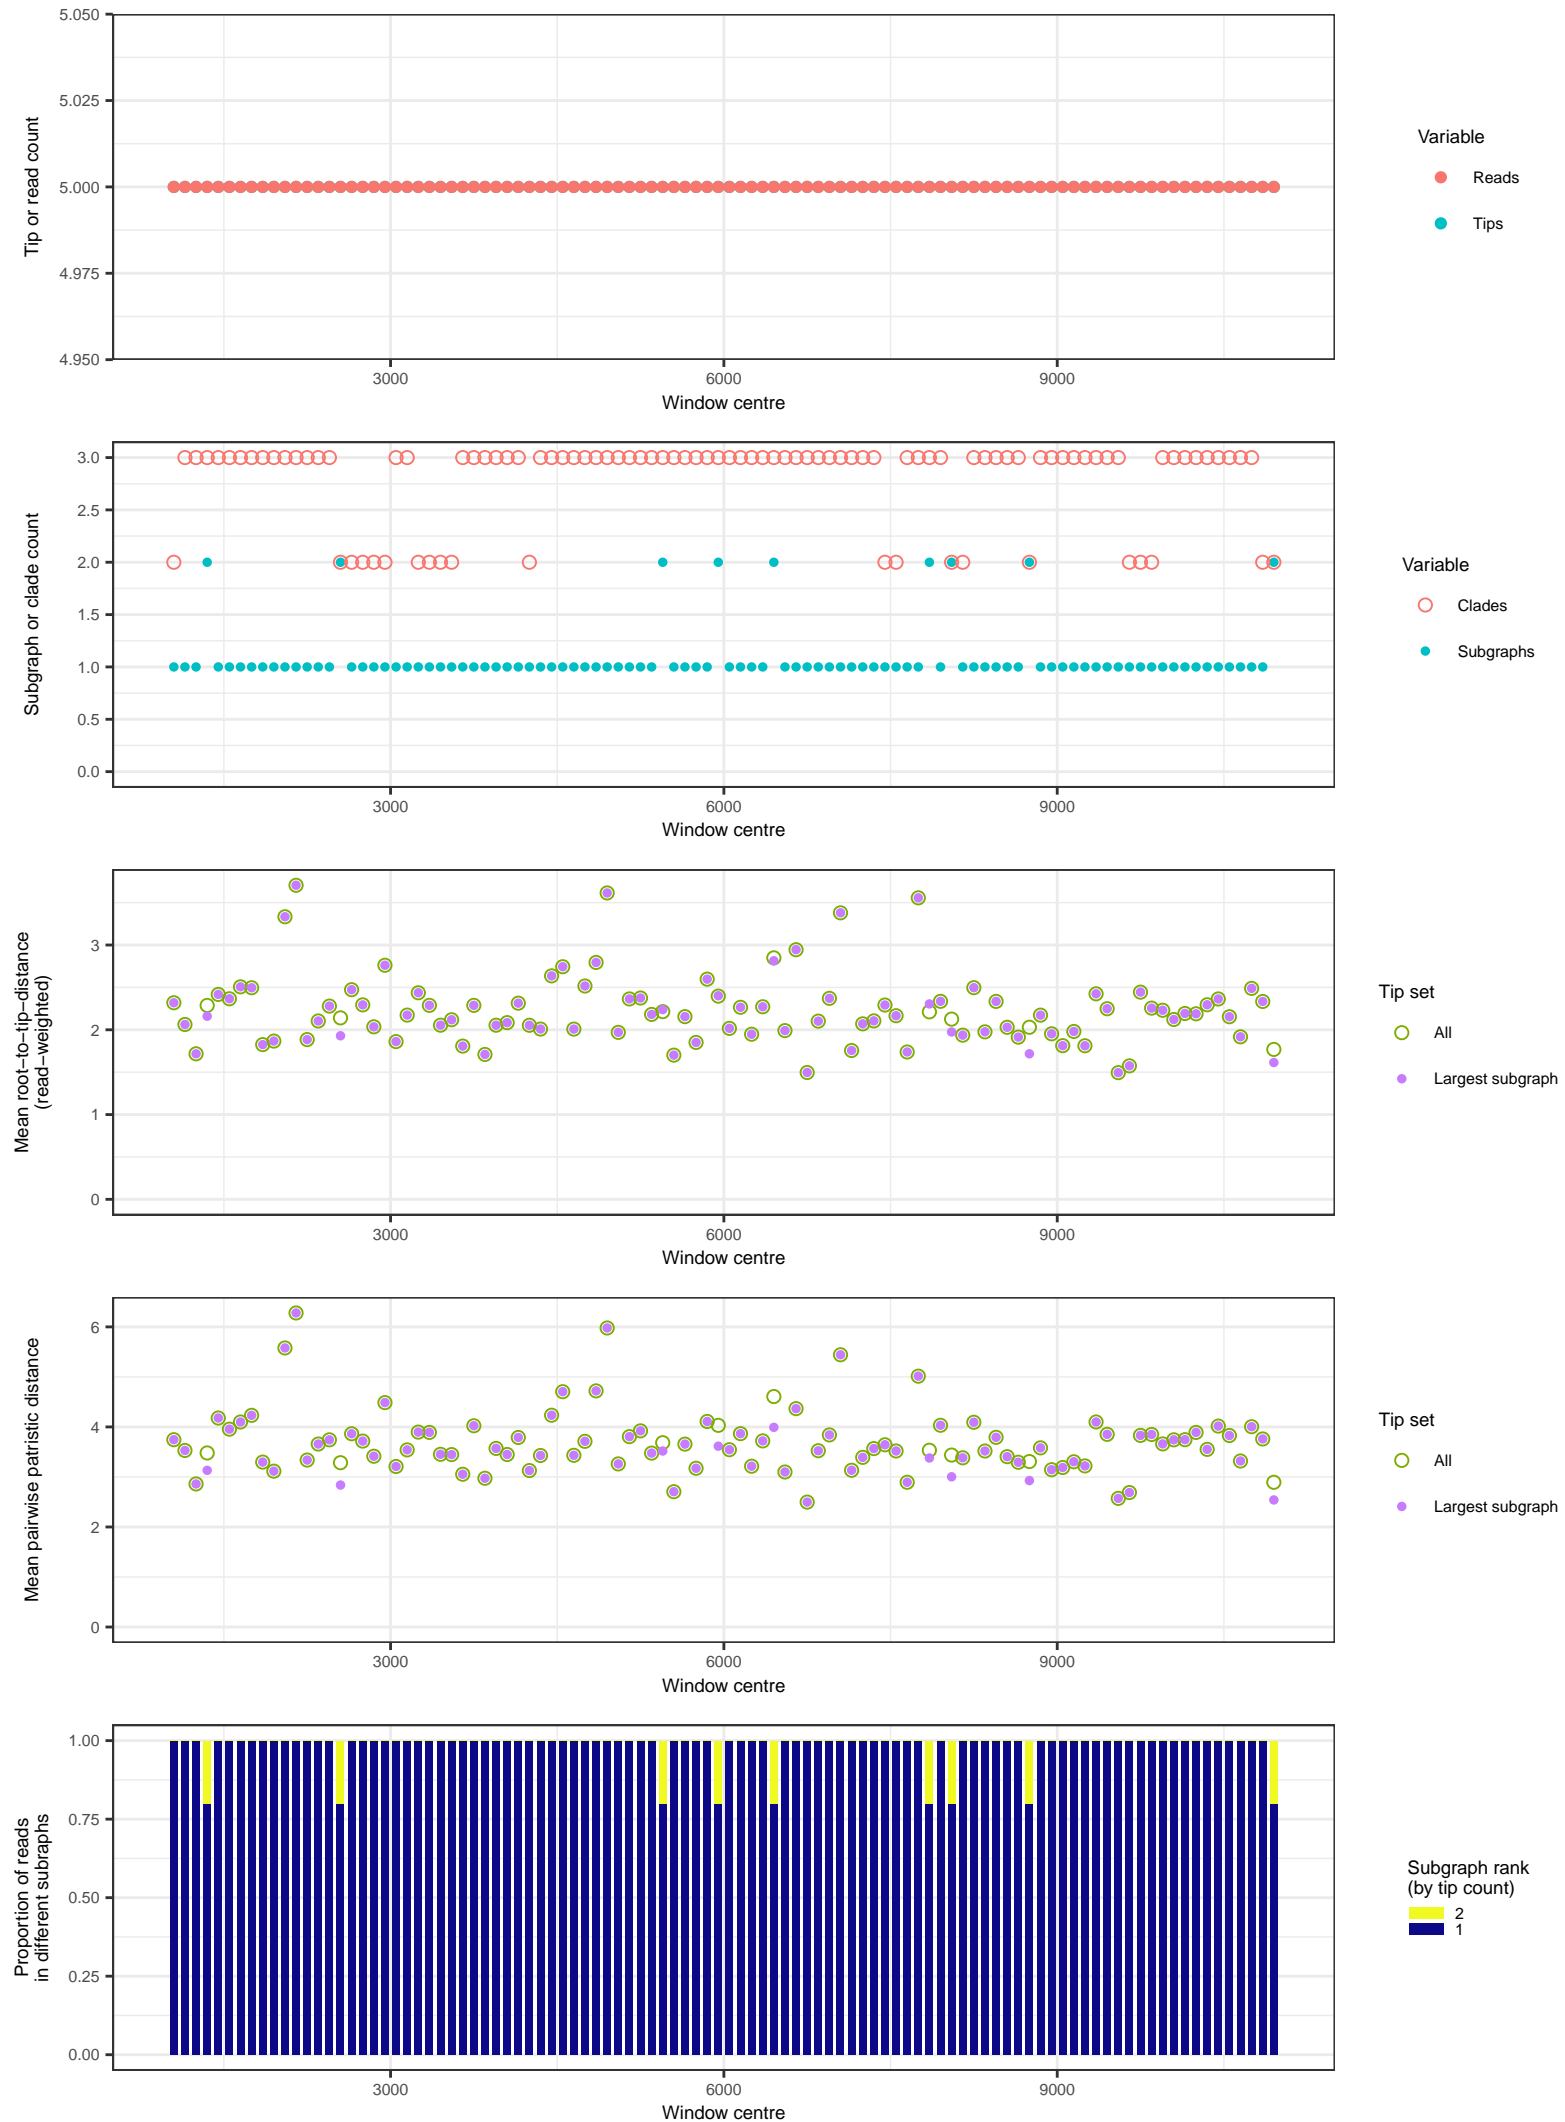 5.050
5.025
5.000
4.975
4.950
Tip or read count
3000 6000 9000
Window centre
Variable
Reads
Tips
3.0
2.5
2.0
1.5
1.0
0.5
0.0
Subgraph or clade count
3000 6000 9000
Window centre
Variable
Clades
Subgraphs
3
2
1
0
Mean root−to−tip−distance
(read−weighted)
3000 6000 9000
Window centre
Tip set
All
Largest subgraph
6
4
2
0
Mean pairwise patristic distance
3000 6000 9000
Window centre
Tip set
All
Largest subgraph
1.00
0.75
0.50
0.25
0.00
Proportion of reads
in different subraphs
3000 6000 9000
Window centre
Subgraph rank
(by tip count)
2
1